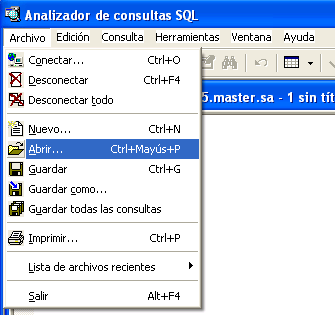 Analizador de consultas SQL
Archivo Edición Consulta Herramientas Ventana Ayuda
5.master.sa - 1 sin tít
Conectar... Ctrl+O
Desconectar Ctrl+F4
Desconectar todo
Nuevo... Ctrl+N
Abrir... Ctrl+Mayús+P
Guardar Ctrl+G
Guardar como...
Guardar todas las consultas
Imprimir... Ctrl+P
Lista de archivos recientes
Salir Alt+F4